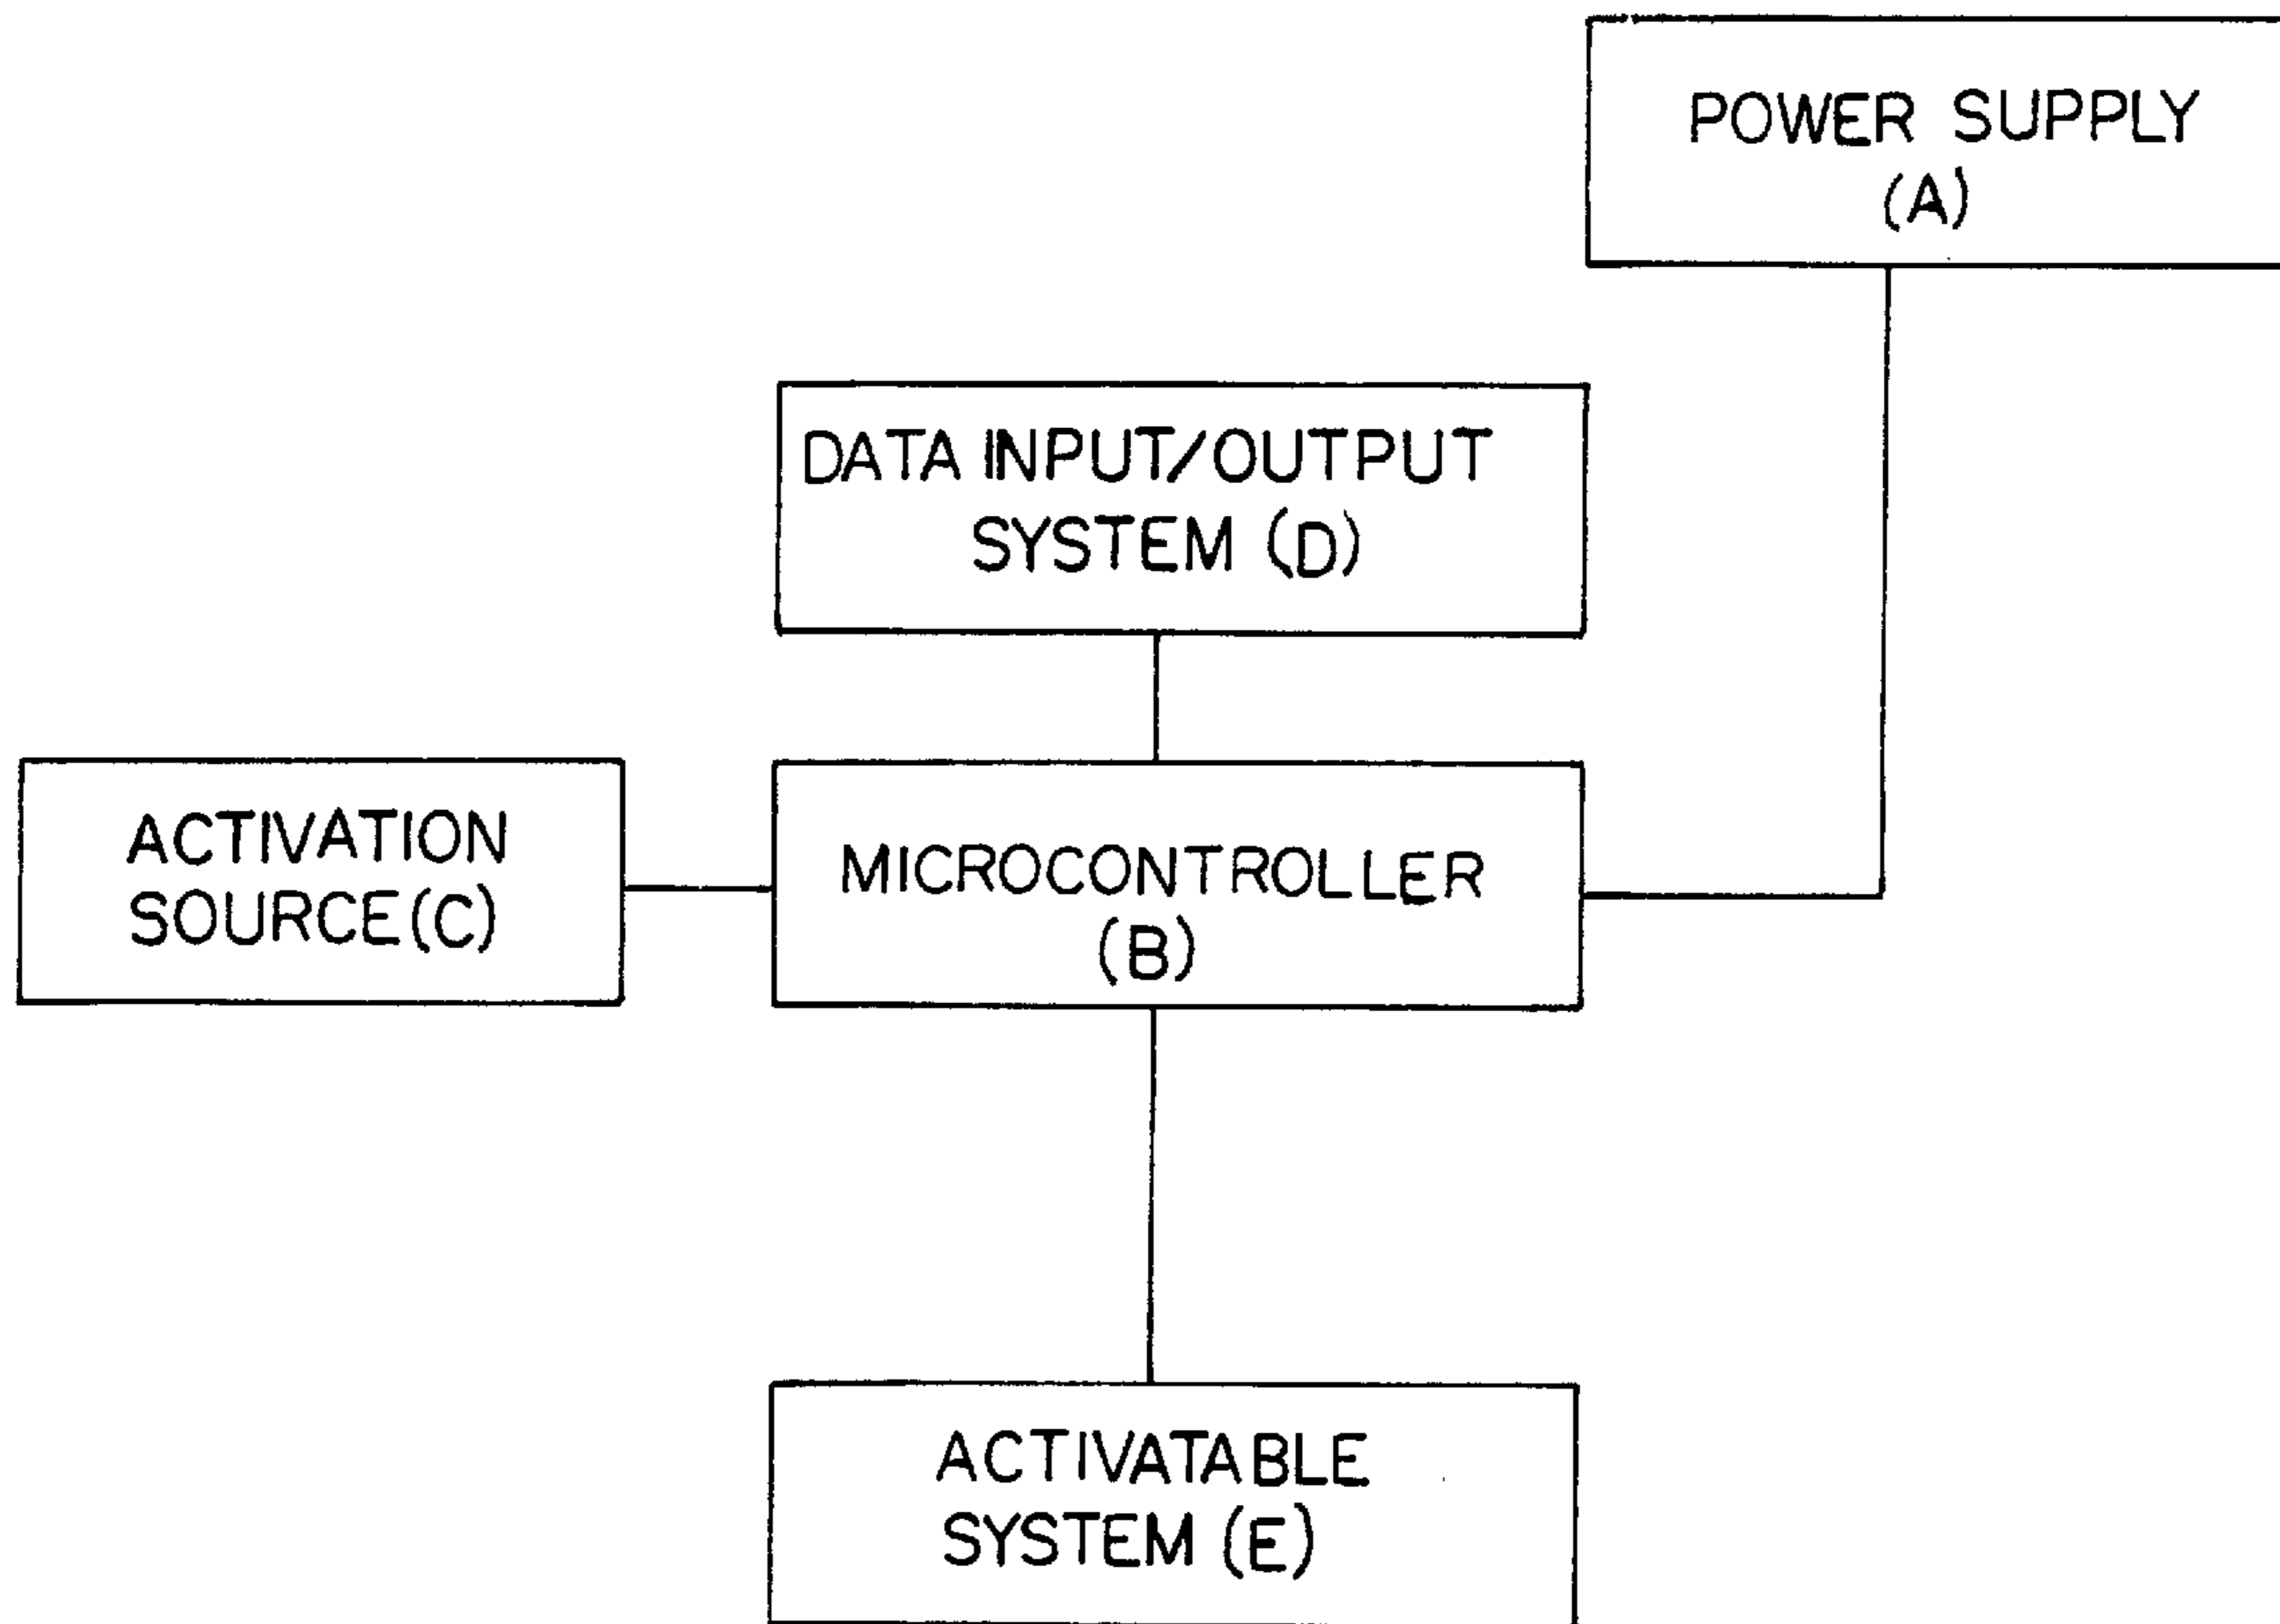 POWER SUPPLY
(A)
DATA INPUT/OUTPUT
SYSTEM (D)
ACTIVATION
SOURCE(C)
MICROCONTROLLER
(B)
ACTIVATABLE
SYSTEM (E)